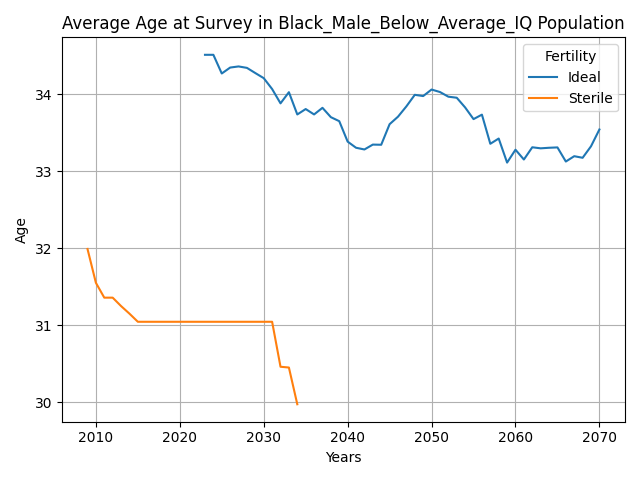 Average Age at Survey in Black_Male_Below_Average_IQ Population
Fertility
Ideal
Sterile
Age
34
33
32
31
30
2010 2020 2030 2040 2050 2060 2070
Years